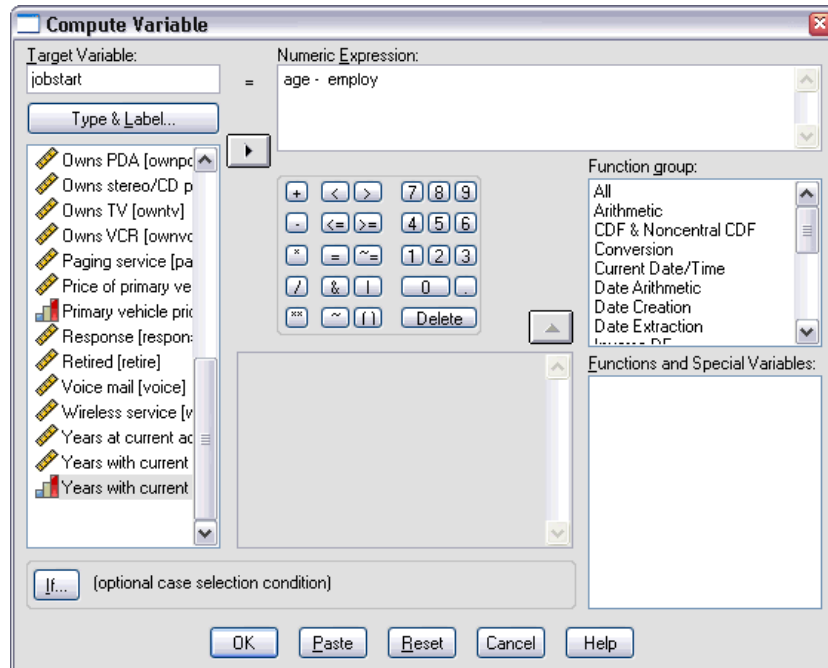 Compute Variable
Target Variable:
jobstart
=
Numeric Expression:
age - employ
Type & Label...
Owns PDA [ownpc
Owns stereo/CD p
Owns TV [owntv]
Owns VCR [ownvc
Paging service [pa
Price of primary ve
Primary vehicle pric
Response [respon:
Retired [retire]
Voice mail [voice]
Wireless service [w
Years at current ac
Years with current
Years with current
+ < > 7 8 9
- <= >= 4 5 6
* = ~= 1 2 3
/ & | 0 .
** ~ () Delete
Function group:
All
Arithmetic
CDF & Noncentral CDF
Conversion
Current Date/Time
Date Arithmetic
Date Creation
Date Extraction
Functions and Special Variables:
If... (optional case selection condition)
OK Paste Reset Cancel Help